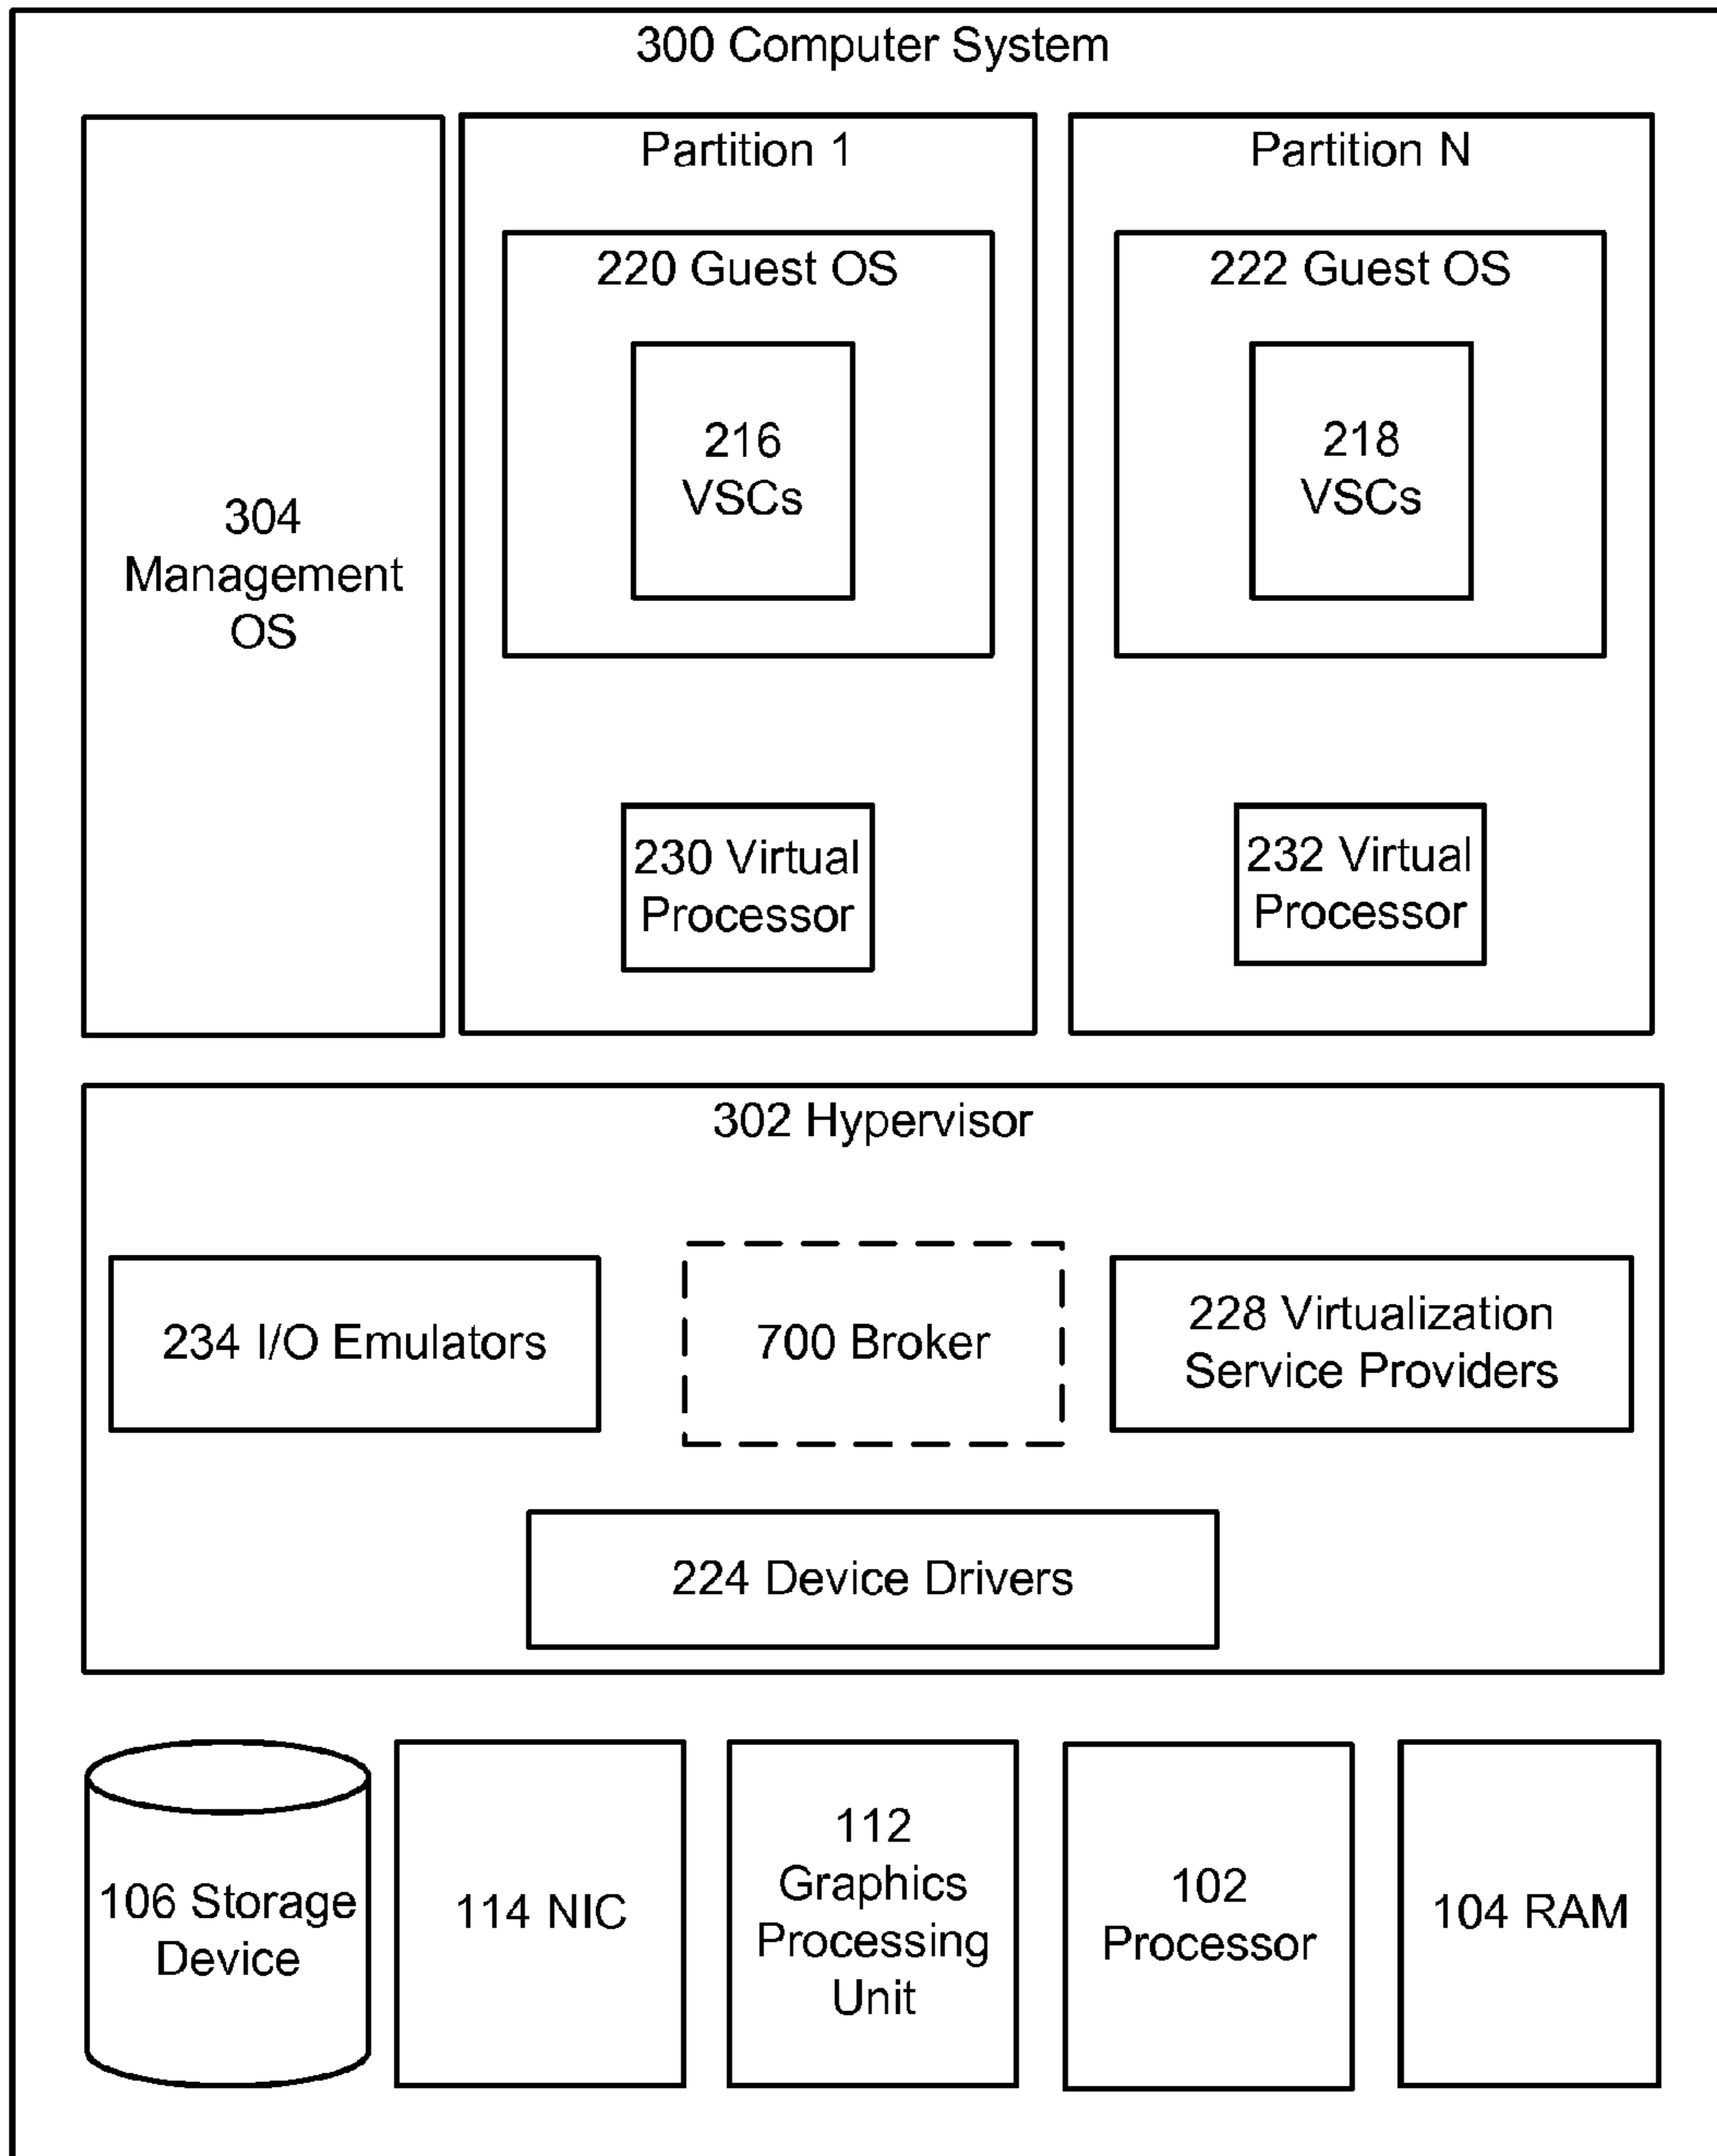 300 Computer System
304
Management
OS
Partition 1
220 Guest OS
216
VSCs
230 Virtual
Processor
Partition N
222 Guest OS
218
VSCs
232 Virtual
Processor
302 Hypervisor
234 I/O Emulators
700 Broker
228 Virtualization
Service Providers
224 Device Drivers
106 Storage
Device
114 NIC
112
Graphics
Processing
Unit
102
Processor
104 RAM